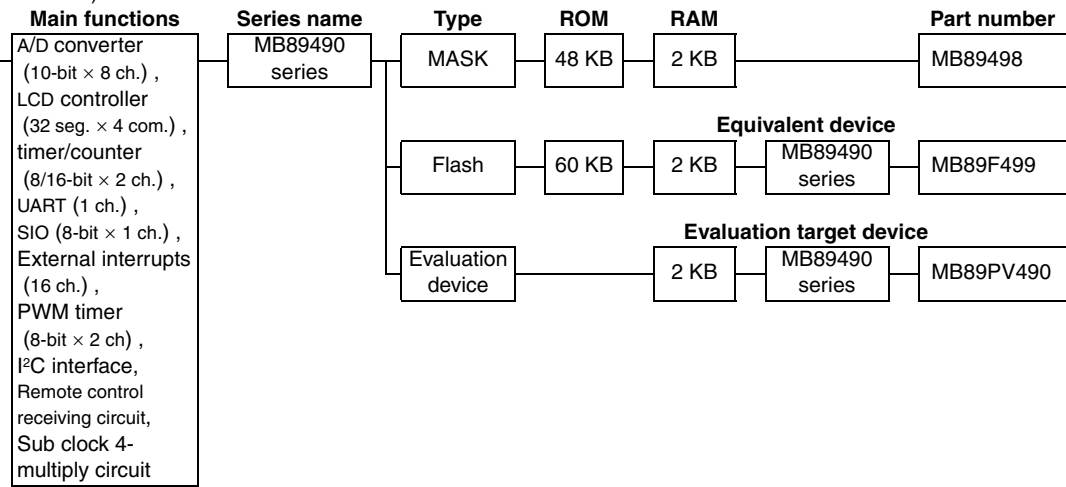 Main functions
Series name
Type
ROM
RAM
Part number
A/D converter
(10-bit × 8 ch.) ,
LCD controller
(32 seg. × 4 com.) ,
timer/counter
(8/16-bit × 2 ch.) ,
UART (1 ch.) ,
SIO (8-bit × 1 ch.) ,
External interrupts
(16 ch.) ,
PWM timer
(8-bit × 2 ch) ,
I²C interface,
Remote control
receiving circuit,
Sub clock 4-
multiply circuit
MB89490
series
MASK
48 KB
2 KB
MB89498
Equivalent device
Flash
60 KB
2 KB
MB89490
series
MB89F499
Evaluation target device
Evaluation
device
2 KB
MB89490
series
MB89PV490